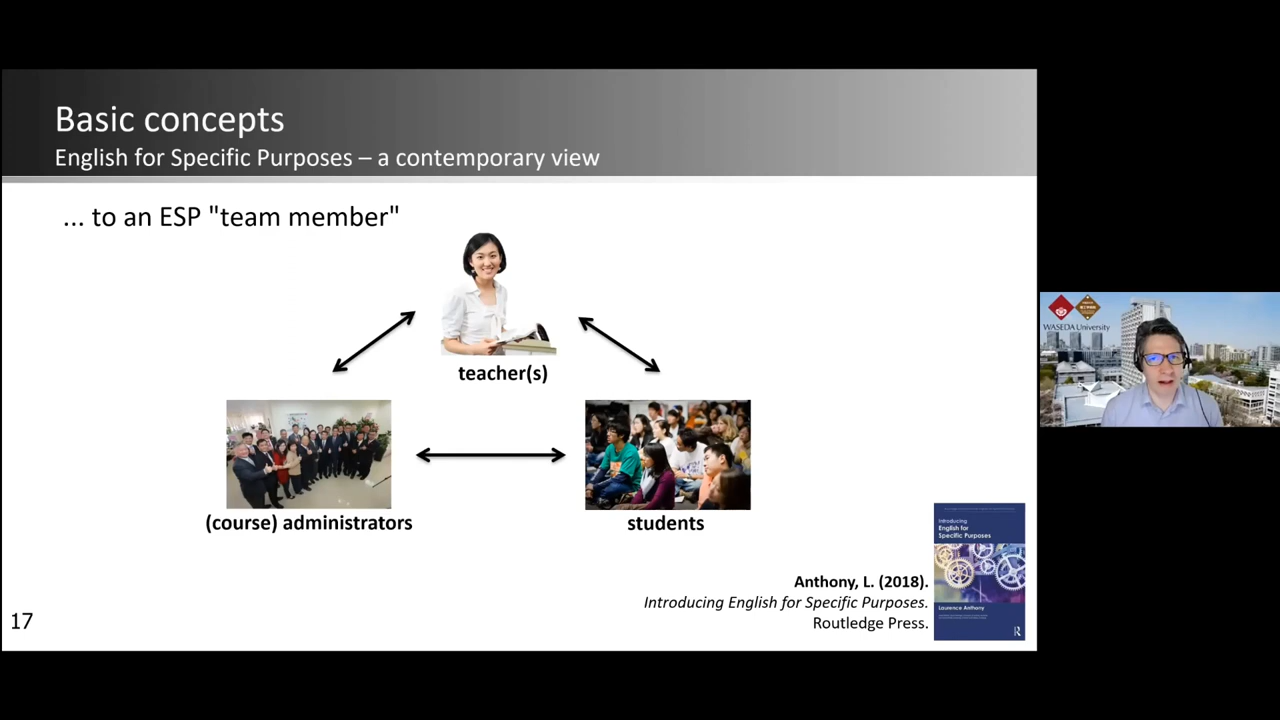 Basic concepts
English for Specific Purposes – a contemporary view
... to an ESP "team member"
teacher(s)
(course) administrators
students
Anthony, L. (2018).
Introducing English for Specific Purposes.
Routledge Press.
17
Introducing
English for
Specific Purposes
Laurence Anthony
R
WASEDA University